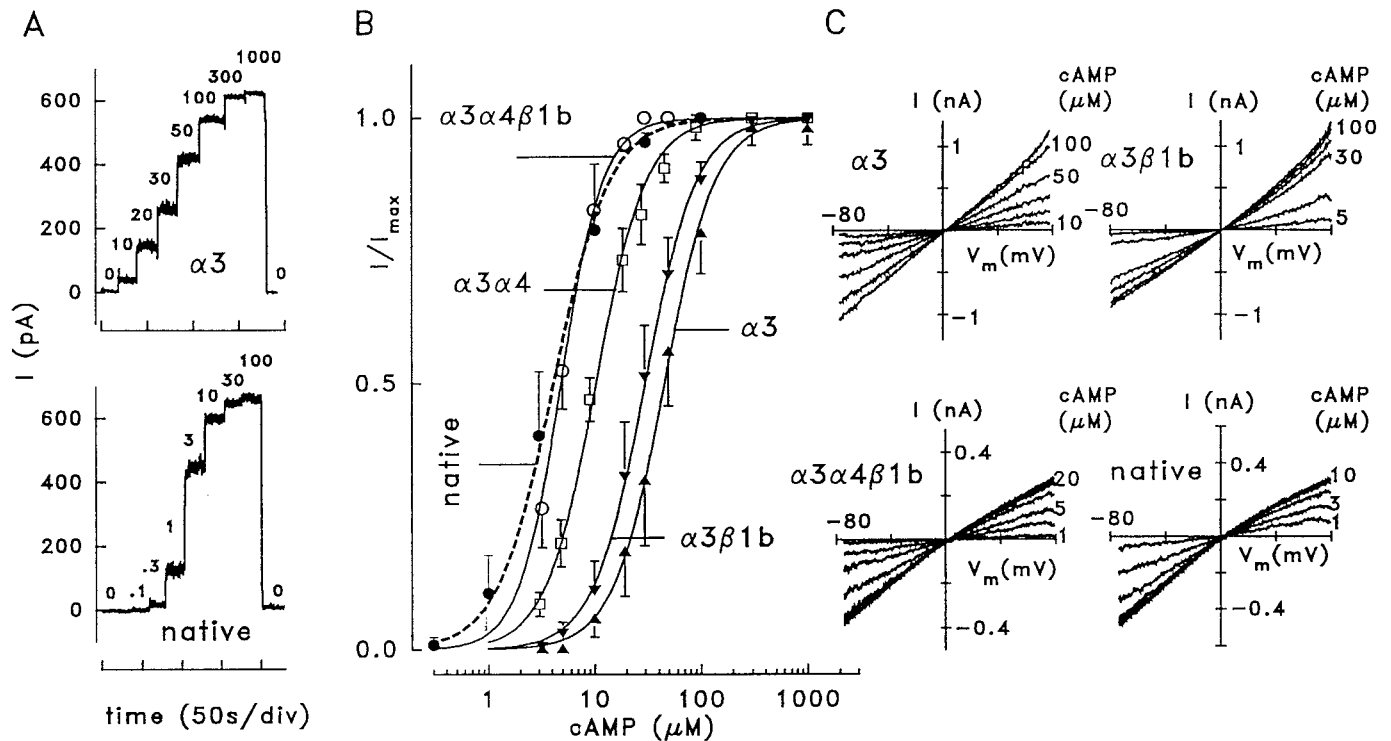 A
B
C
I (pA)
600
400
200
0
0
10
20
30
50
100
300
1000
0
α3
600
400
200
0
0
.1
.3
1
3
10
30
100
0
native
time (50s/div)
I/Imax
1.0
0.5
0.0
α3α4β1b
α3α4
native
α3
α3β1b
1
10
100
1000
cAMP (μM)
I (nA)
cAMP
(μM)
1
α3
100
50
10
-80
Vm(mV)
-1
I (nA)
cAMP
(μM)
1
α3β1b
100
30
5
-80
Vm(mV)
-1
I (nA)
cAMP
(μM)
0.4
α3α4β1b
20
5
1
-80
Vm(mV)
-0.4
I (nA)
cAMP
(μM)
0.4
native
10
3
1
-80
Vm(mV)
-0.4